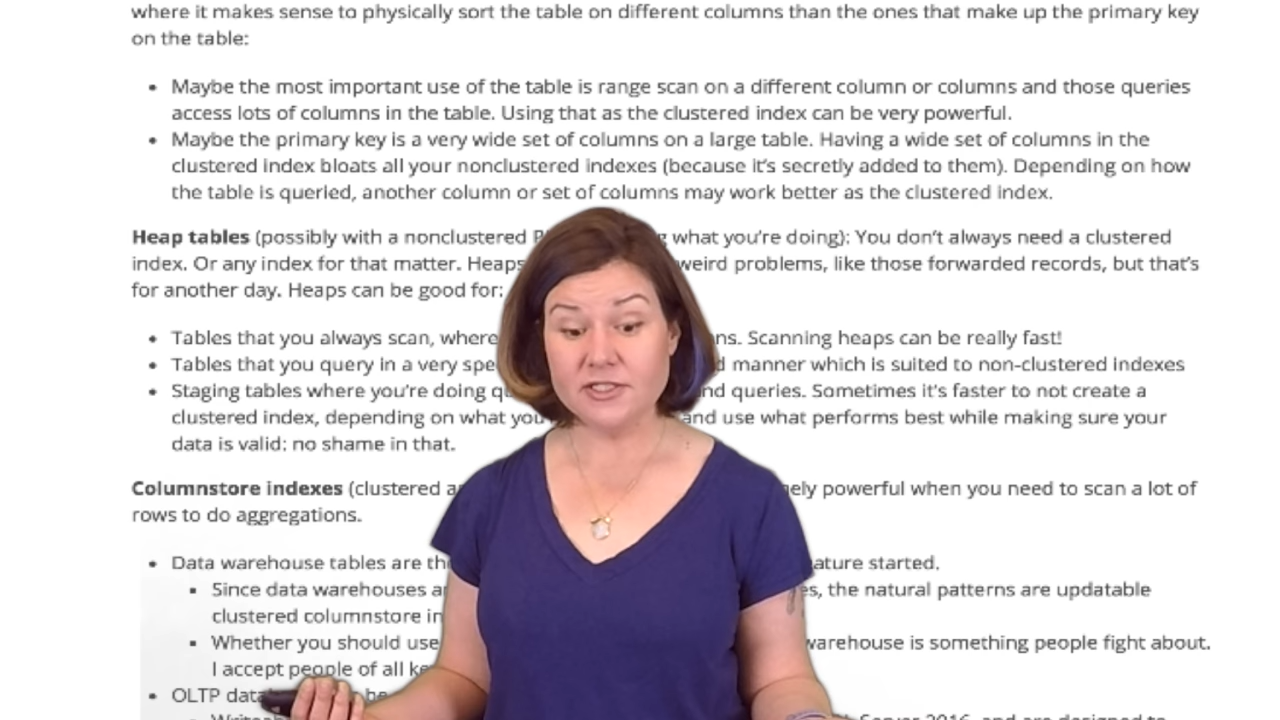 where it makes sense to physically sort the table on different columns than the ones that make up the primary key
on the table:
• Maybe the most important use of the table is range scan on a different column or columns and those queries
access lots of columns in the table. Using that as the clustered index can be very powerful.
• Maybe the primary key is a very wide set of columns on a large table. Having a wide set of columns in the
clustered index bloats all your nonclustered indexes (because it's secretly added to them). Depending on how
the table is queried, another column or set of columns may work better as the clustered index.
Heap tables (possibly with a nonclustered what you're doing): You don't always need a clustered
index. Or any index for that matter. Heaps weird problems, like those forwarded records, but that's
for another day. Heaps can be good for:
• Tables that you always scan, where Scanning heaps can be really fast!
• Tables that you query in a very manner which is suited to non-clustered indexes
• Staging tables where you're doing and queries. Sometimes it's faster to not create a
clustered index, depending on what you and use what performs best while making sure your
data is valid: no shame in that.
Columnstore indexes (clustered powerful when you need to scan a lot of
rows to do aggregations.
• Data warehouse tables are started.
▪ Since data warehouses the natural patterns are updatable
clustered columnstore
▪ Whether you should use warehouse is something people fight about.
I accept people of all
• OLTP
Server 2016, and are designed to